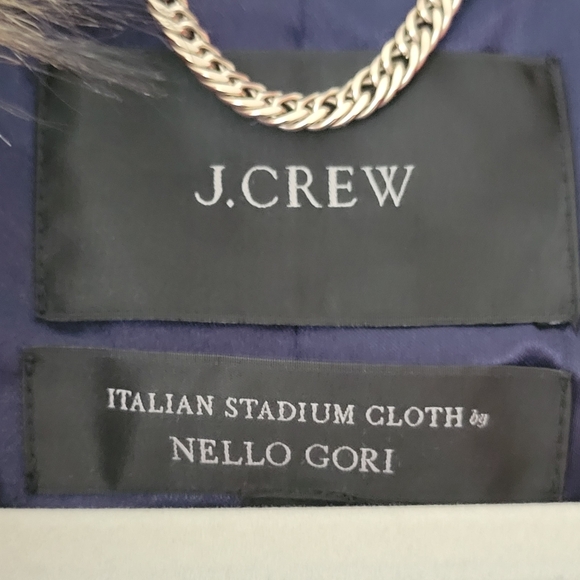 J.CREW
ITALIAN STADIUM CLOTH by
NELLO GORI